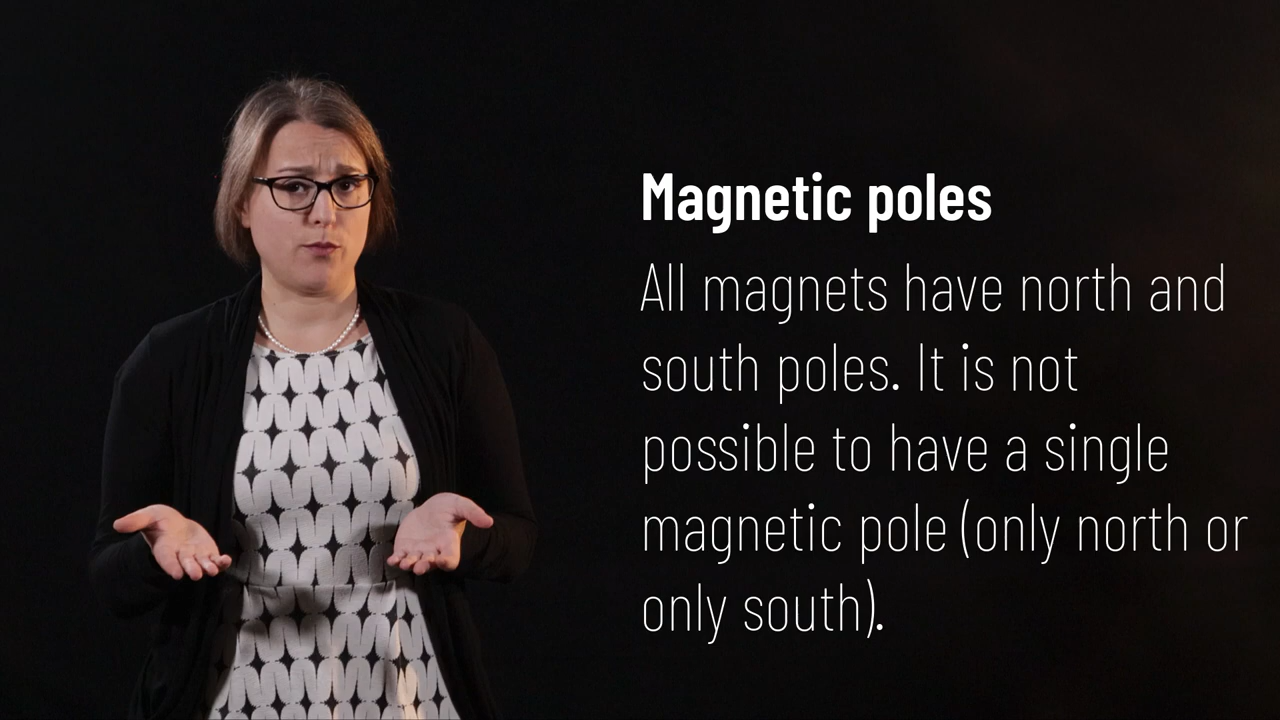 Magnetic poles
All magnets have north and
south poles. It is not
possible to have a single
magnetic pole (only north or
only south).